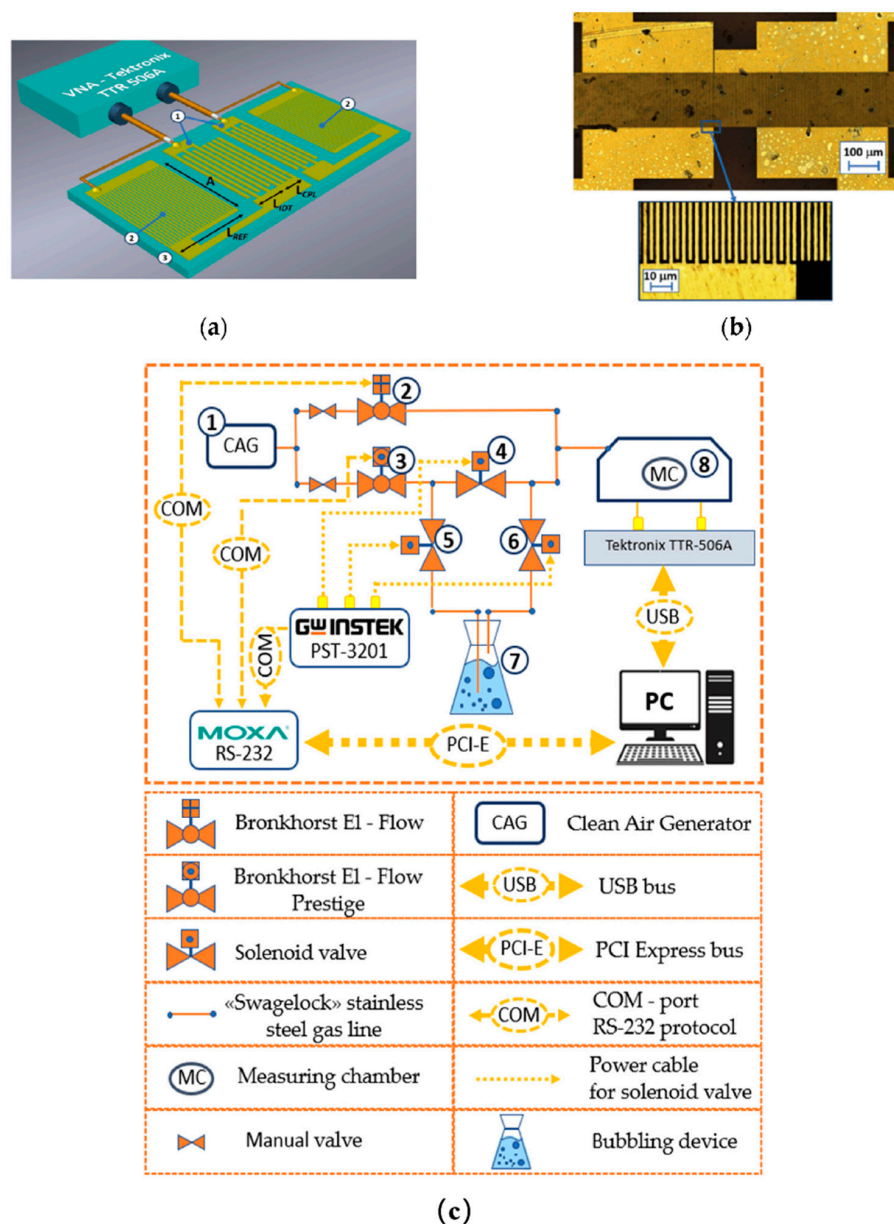 VNA - Tektronix
TTR 506A
1
2
A
L_IDT
L_CPL
L_REF
2
3
(a)
100 µm
10 µm
(b)
1
CAG
2
3
4
MC
8
COM
COM
5
6
Tektronix TTR-506A
USB
GWINSTEK
PST-3201
COM
7
PC
MOXA®
RS-232
PCI-E
Bronkhorst El - Flow
CAG
Clean Air Generator
Bronkhorst El - Flow
Prestige
USB
USB bus
Solenoid valve
PCI-E
PCI Express bus
«Swagelock» stainless
steel gas line
COM
COM - port
RS-232 protocol
MC
Measuring chamber
Power cable
for solenoid valve
Manual valve
Bubbling device
(c)